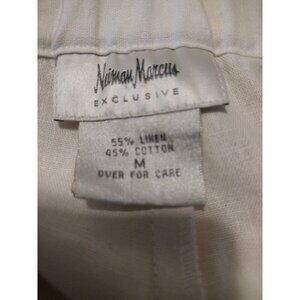 Neiman Marcus
EXCLUSIVE
55% LINEN
45% COTTON
M
OVER FOR CARE